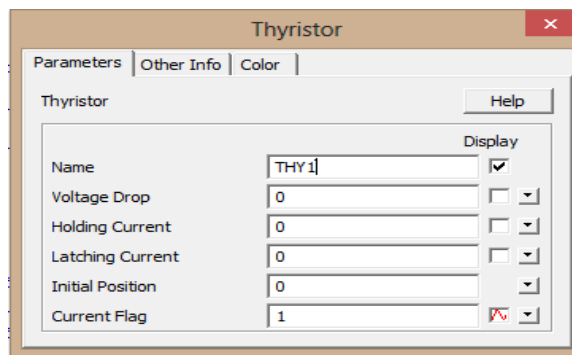 Thyristor
Parameters Other Info Color
Thyristor Help
Display
Name THY1
Voltage Drop 0
Holding Current 0
Latching Current 0
Initial Position 0
Current Flag 1